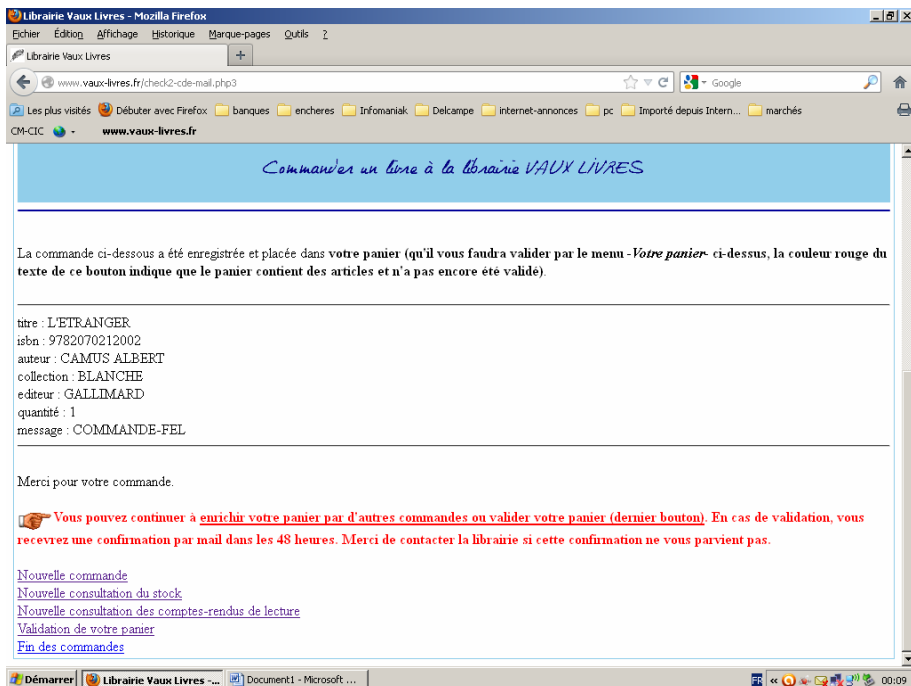 Librairie Vaux Livres - Mozilla Firefox
Fichier Édition Affichage Historique Marque-pages Outils ?
Librairie Vaux Livres +
www.vaux-livres.fr/check2-cde-mail.php3 Google
Les plus visités Débuter avec Firefox banques encheres Infomaniak Delcampe internet-annonces pc Importé depuis Intern... marchés
CM-CIC www.vaux-livres.fr
Commander un livre à la librairie VAUX LIVRES
La commande ci-dessous a été enregistrée et placée dans votre panier (qu'il vous faudra valider par le menu -Votre panier- ci-dessus, la couleur rouge du
texte de ce bouton indique que le panier contient des articles et n'a pas encore été validé).
titre : L'ETRANGER
isbn : 9782070212002
auteur : CAMUS ALBERT
collection : BLANCHE
editeur : GALLIMARD
quantité : 1
message : COMMANDE-FEL
Merci pour votre commande.
Vous pouvez continuer à enrichir votre panier par d'autres commandes ou valider votre panier (dernier bouton). En cas de validation, vous
recevrez une confirmation par mail dans les 48 heures. Merci de contacter la librairie si cette confirmation ne vous parvient pas.
Nouvelle commande
Nouvelle consultation du stock
Nouvelle consultation des comptes-rendus de lecture
Validation de votre panier
Fin des commandes
Démarrer Librairie Vaux Livres -... Document1 - Microsoft ... FR « 00:09